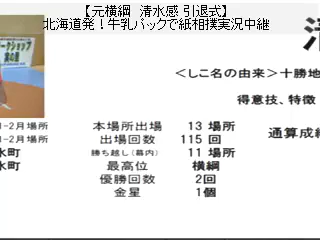 【元横綱 清水感 引退式】
北海道発！牛乳パックで紙相撲実況中継
清
<しこ名の由来>十勝地
得意技、特徴
通算成績
-2月場所
-2月場所
水町
水町
本場所出場 13 場所
出場回数 115 回
勝ち越し(幕内) 11 場所
最高位 横綱
優勝回数 2回
金星 1個